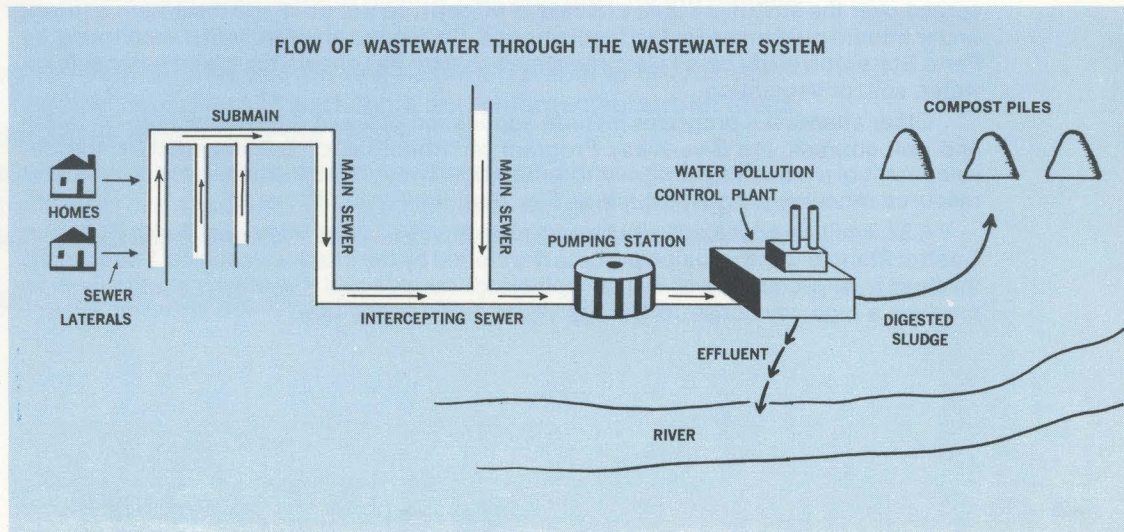 FLOW OF WASTEWATER THROUGH THE WASTEWATER SYSTEM
SUBMAIN
COMPOST PILES
HOMES
MAIN SEWER
MAIN SEWER
WATER POLLUTION
CONTROL PLANT
PUMPING STATION
SEWER
LATERALS
INTERCEPTING SEWER
DIGESTED
SLUDGE
EFFLUENT
RIVER